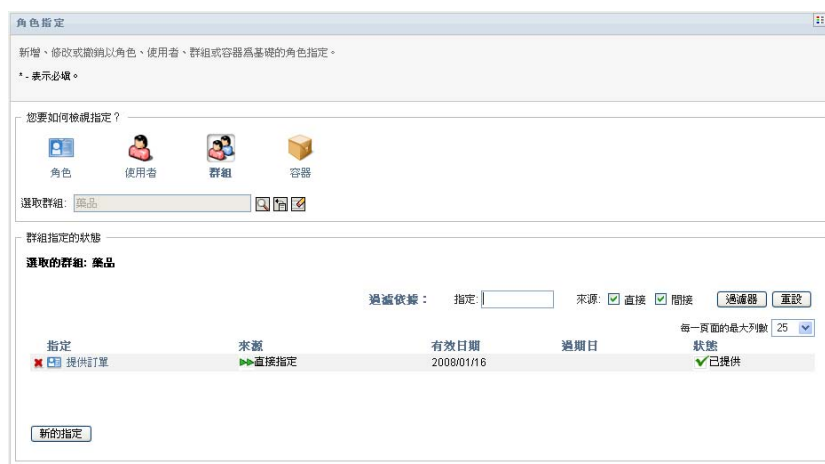 角色指定
新增、修改或撤銷以角色、使用者、群組或容器為基礎的角色指定。
* - 表示必填。
您要如何檢視指定？
角色 使用者 群組 容器
選取群組: 藥品
群組指定的狀態
選取的群組: 藥品
過濾依據： 指定: 來源: 直接 間接 過濾器 重設
每一頁面的最大列數 25
指定 來源 有效日期 過期日 狀態
提供訂單 直接指定 2008/01/16 已提供
新的指定